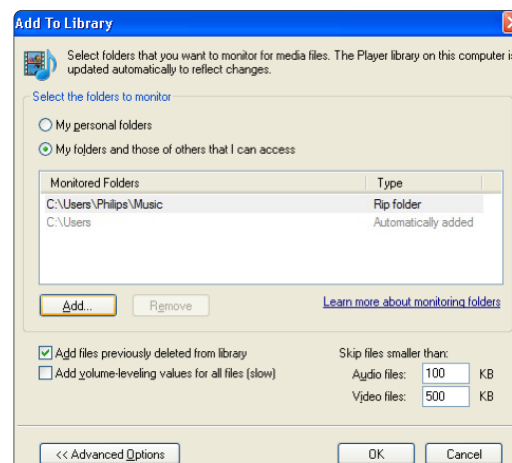 Add To Library
Select folders that you want to monitor for media files. The Player library on this computer is
updated automatically to reflect changes.
Select the folders to monitor
My personal folders
My folders and those of others that I can access
Monitored Folders Type
C:\Users\Philips\Music Rip folder
C:\Users Automatically added
Add... Remove Learn more about monitoring folders
Add files previously deleted from library Skip files smaller than:
Add volume-leveling values for all files (slow) Audio files: 100 KB
Video files: 500 KB
<< Advanced Options OK Cancel